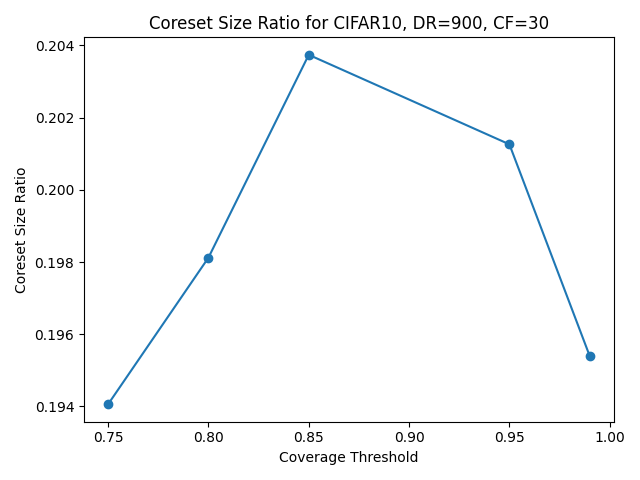 Coreset Size Ratio for CIFAR10, DR=900, CF=30
0.204
0.202
0.200
0.198
0.196
0.194
Coreset Size Ratio
0.75 0.80 0.85 0.90 0.95 1.00
Coverage Threshold